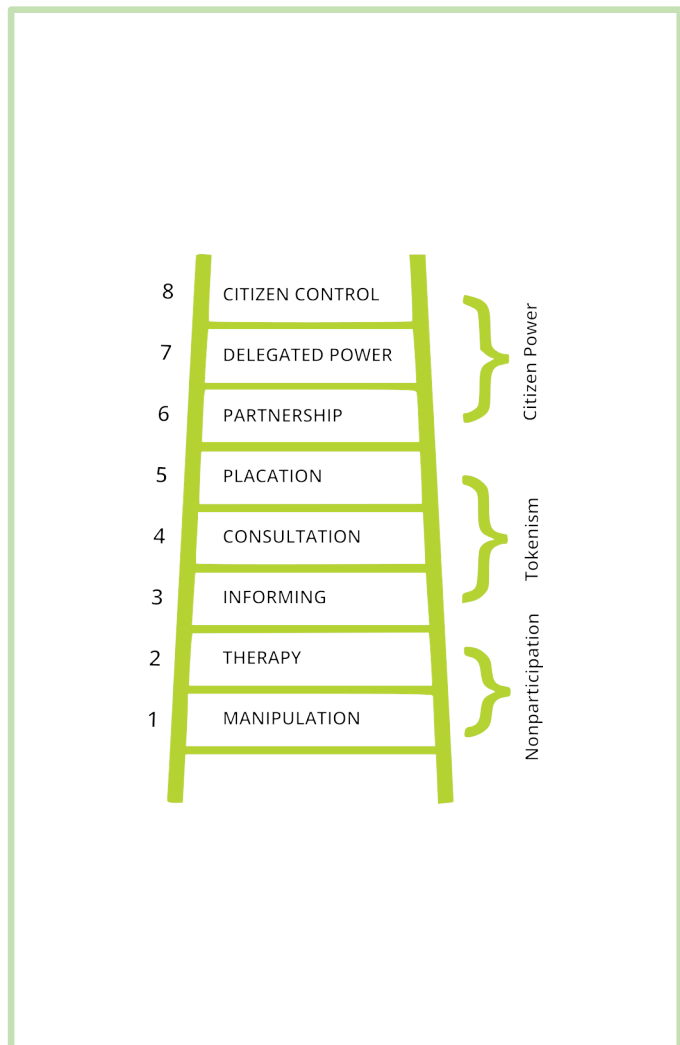 8 CITIZEN CONTROL
7 DELEGATED POWER
6 PARTNERSHIP
Citizen Power
5 PLACATION
4 CONSULTATION
3 INFORMING
Tokenism
2 THERAPY
1 MANIPULATION
Nonparticipation